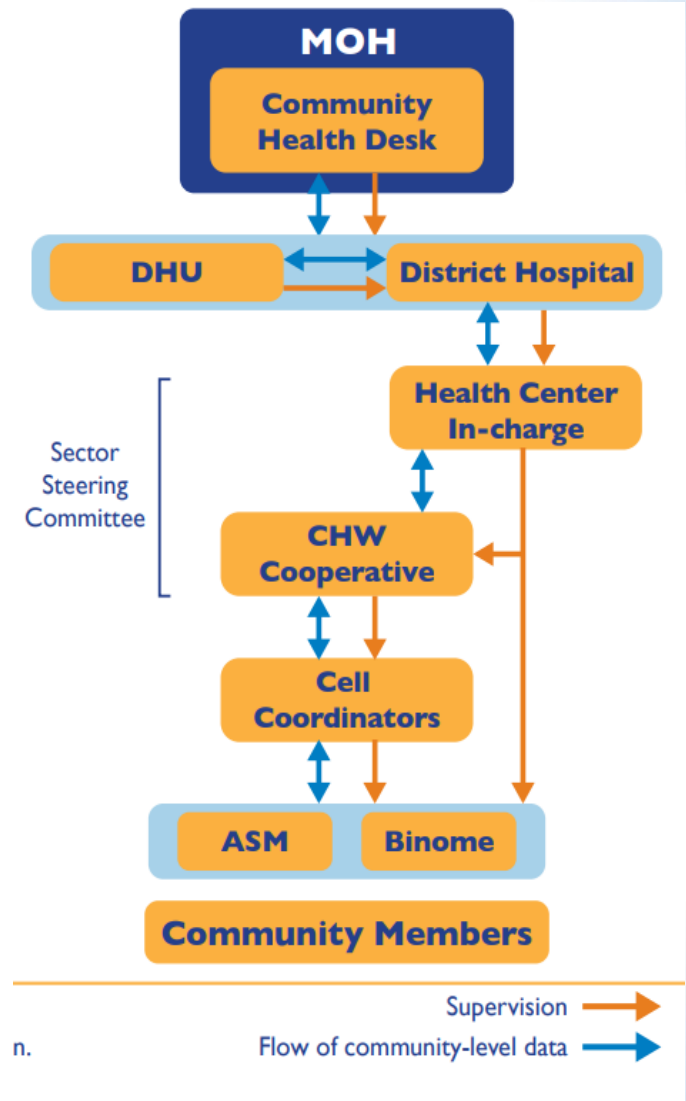 MOH
Community
Health Desk
DHU
District Hospital
Health Center
In-charge
Sector
Steering
Committee
CHW
Cooperative
Cell
Coordinators
ASM
Binome
Community Members
Supervision
n.
Flow of community-level data